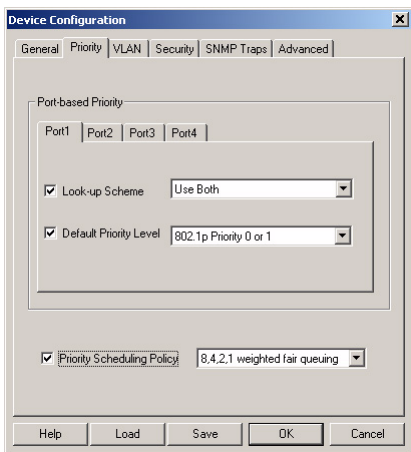 Device Configuration
General Priority VLAN Security SNMP Traps Advanced
Port-based Priority
Port1 Port2 Port3 Port4
Look-up Scheme Use Both
Default Priority Level 802.1p Priority 0 or 1
Priority Scheduling Policy 8,4,2,1 weighted fair queuing
Help Load Save OK Cancel